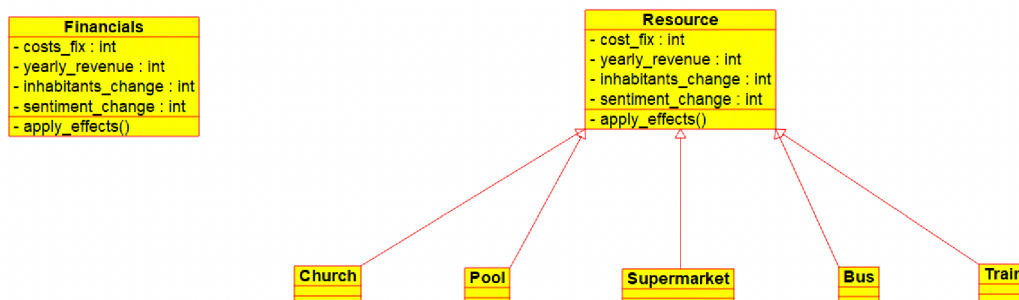 Financials
- costs_fix : int
- yearly_revenue : int
- inhabitants_change : int
- sentiment_change : int
- apply_effects()
Resource
- cost_fix : int
- yearly_revenue : int
- inhabitants_change : int
- sentiment_change : int
- apply_effects()
Church
Pool
Supermarket
Bus
Train